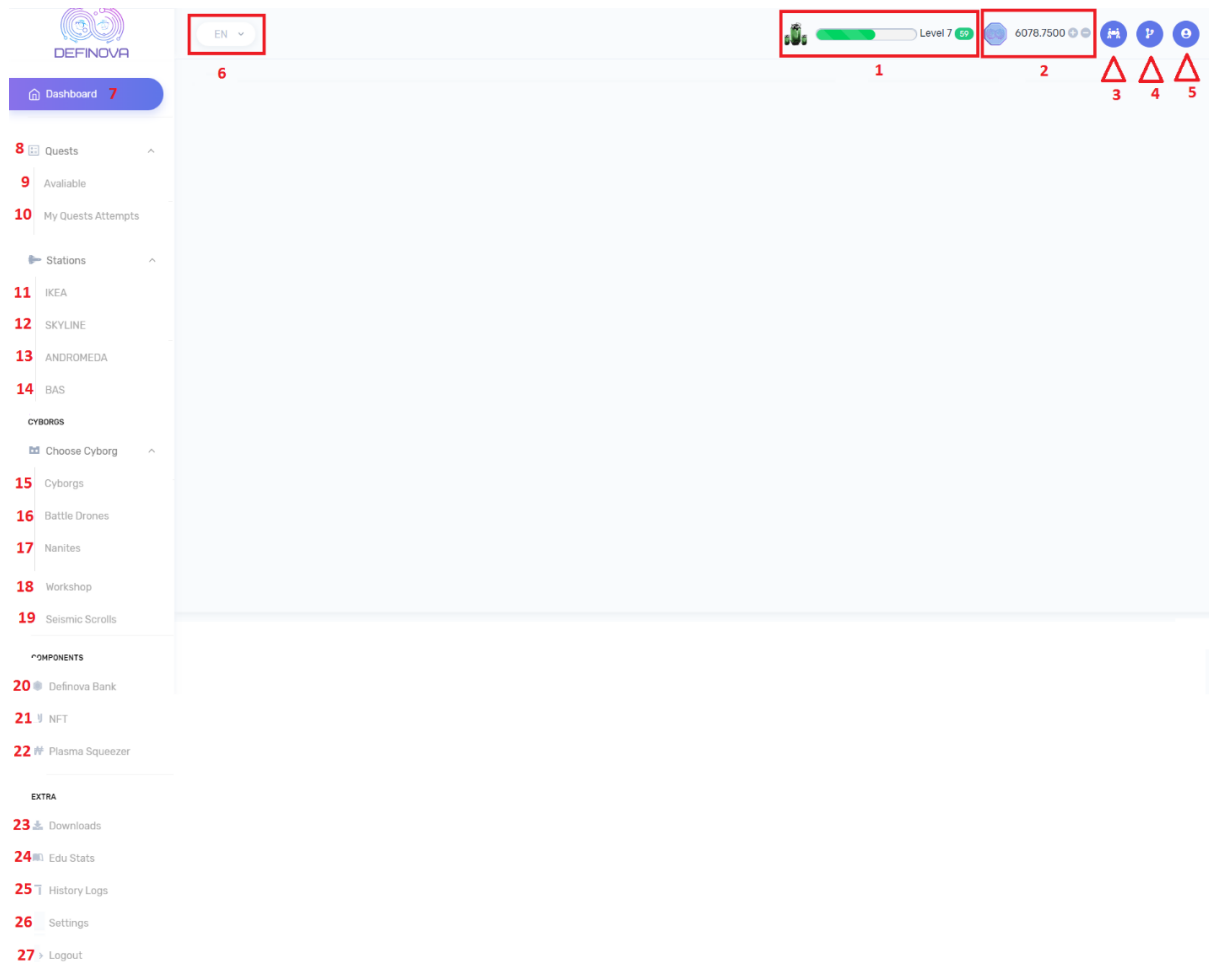 DEFINOVA
EN
6
Level 7 59
1
6078.7500
2
3
4
5
Dashboard 7
8 Quests
9 Avaliable
10 My Quests Attempts
Stations
11 IKEA
12 SKYLINE
13 ANDROMEDA
14 BAS
CYBORGS
Choose Cyborg
15 Cyborgs
16 Battle Drones
17 Nanites
18 Workshop
19 Seismic Scrolls
COMPONENTS
20 Definova Bank
21 NFT
22 Plasma Squeezer
EXTRA
23 Downloads
24 Edu Stats
25 History Logs
26 Settings
27 Logout